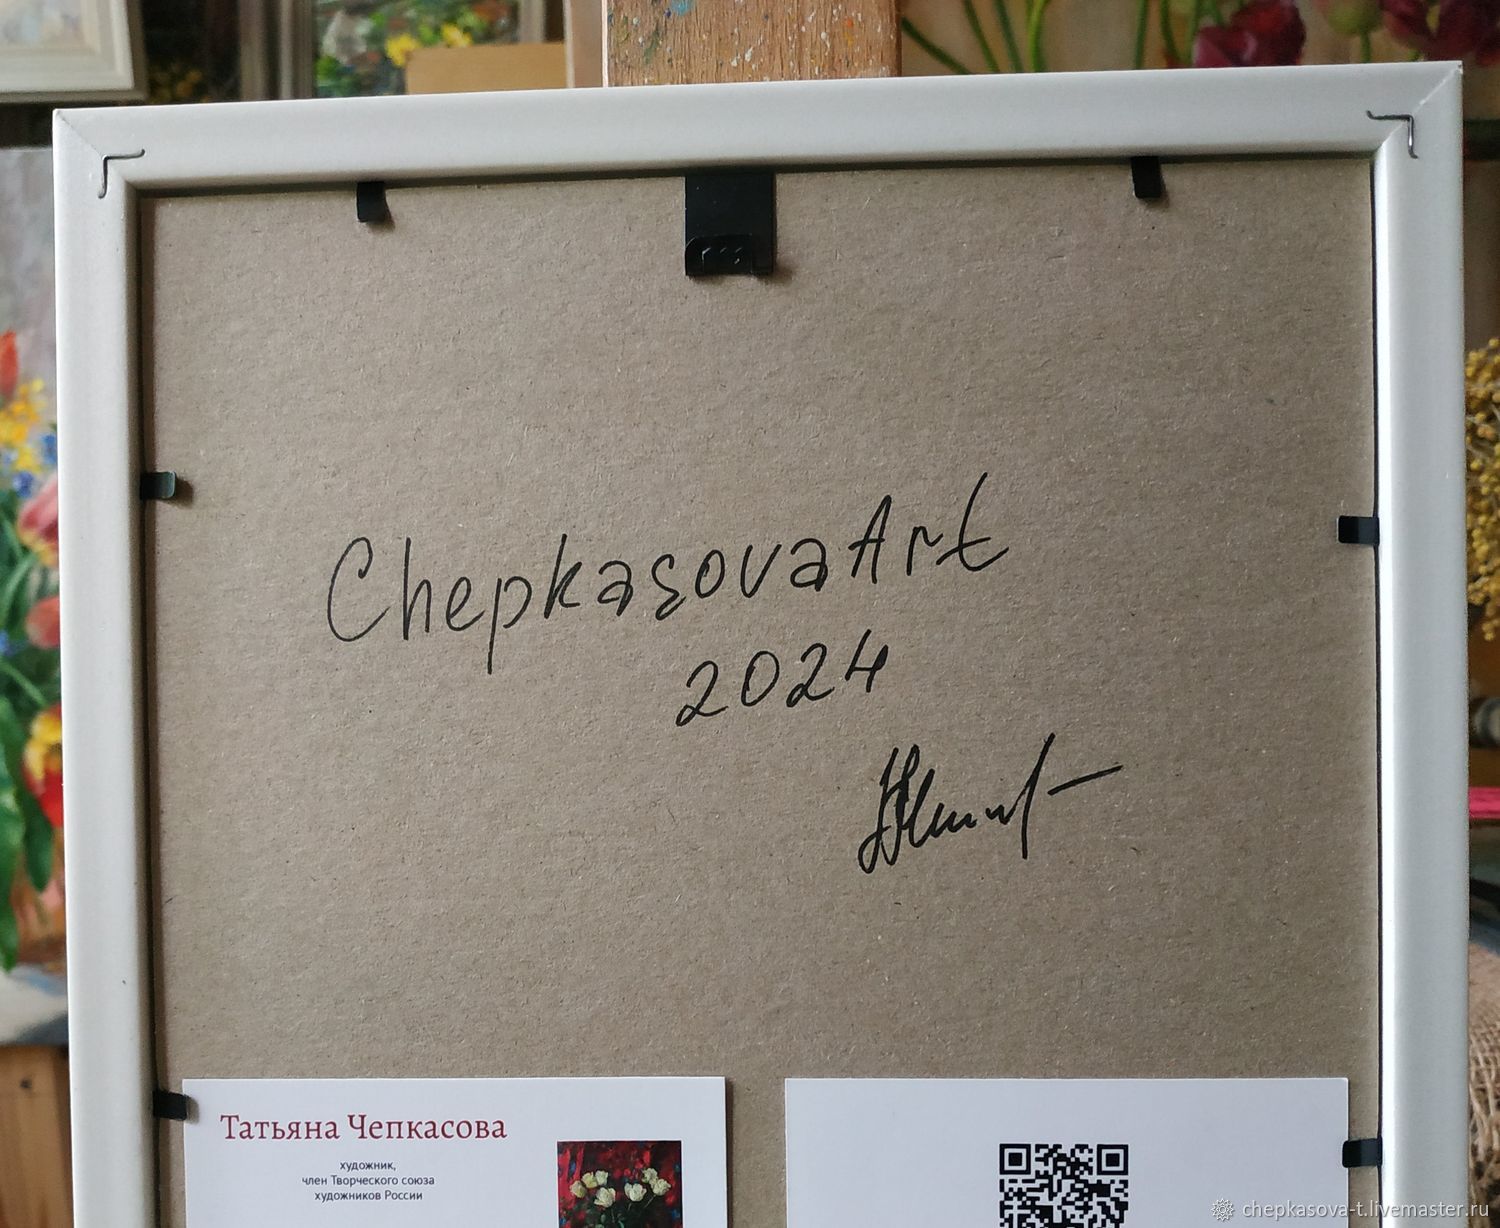 ChepkasovaArt
2024
Татьяна Чепкасова
художник,
член Творческого союза
художников России
chepkasova-t.livemaster.ru